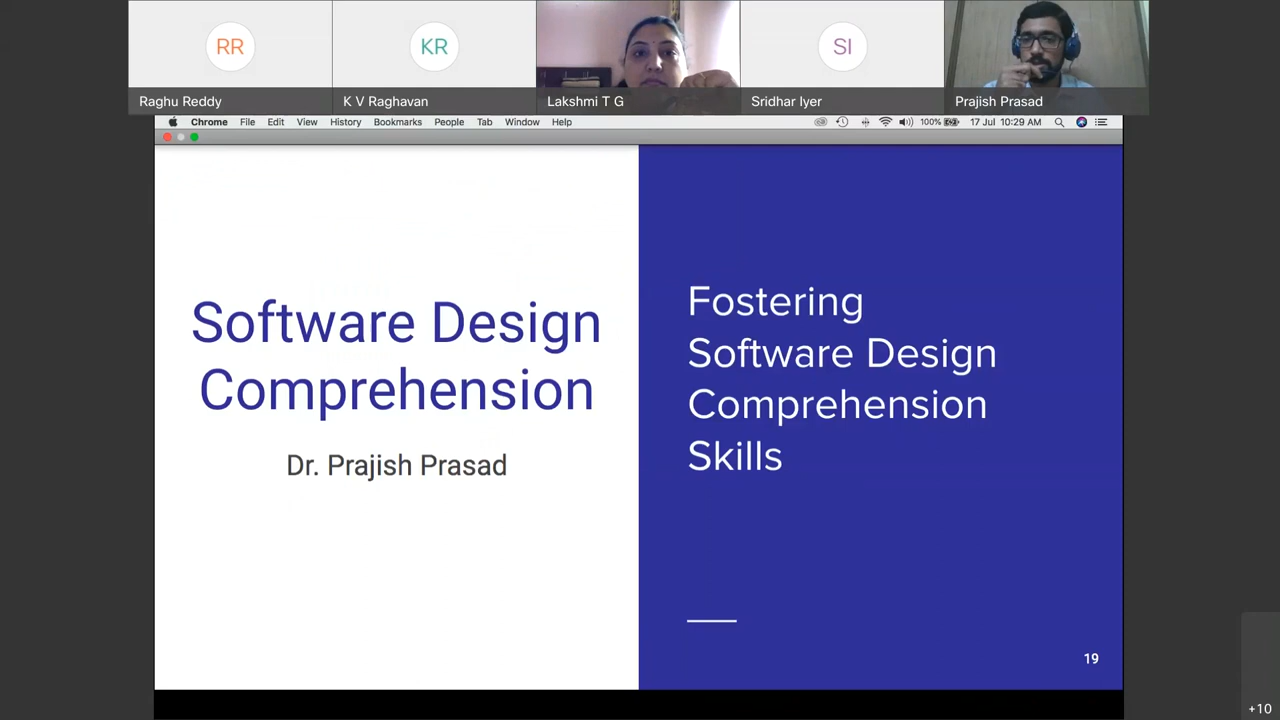 RR
KR
SI
Raghu Reddy
K V Raghavan
Lakshmi T G
Sridhar Iyer
Prajish Prasad
Chrome File Edit View History Bookmarks People Tab Window Help
100% 17 Jul 10:29 AM
Software Design
Comprehension
Dr. Prajish Prasad
Fostering
Software Design
Comprehension
Skills
19
+10